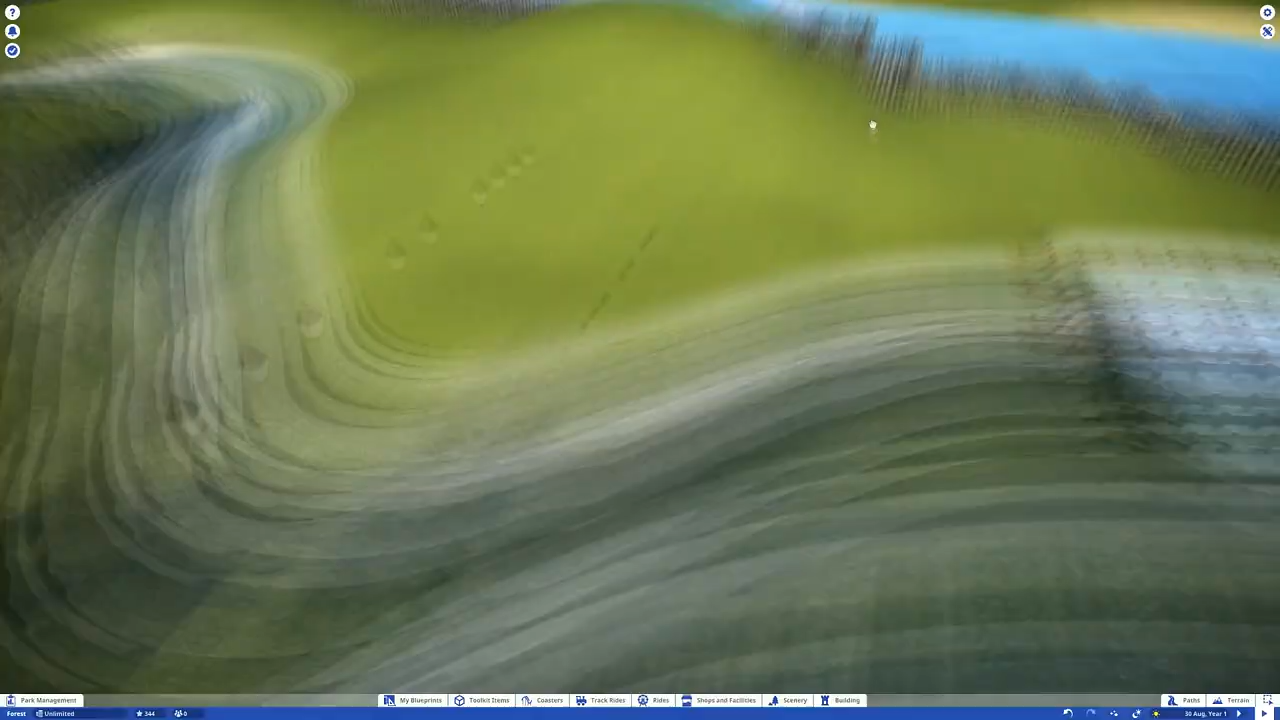 ?
Park Management
My Blueprints
Toolkit Items
Coasters
Track Rides
Rides
Shops and Facilities
Scenery
Building
Paths
Terrain
Forest
Unlimited
344
0
30 Aug, Year 1